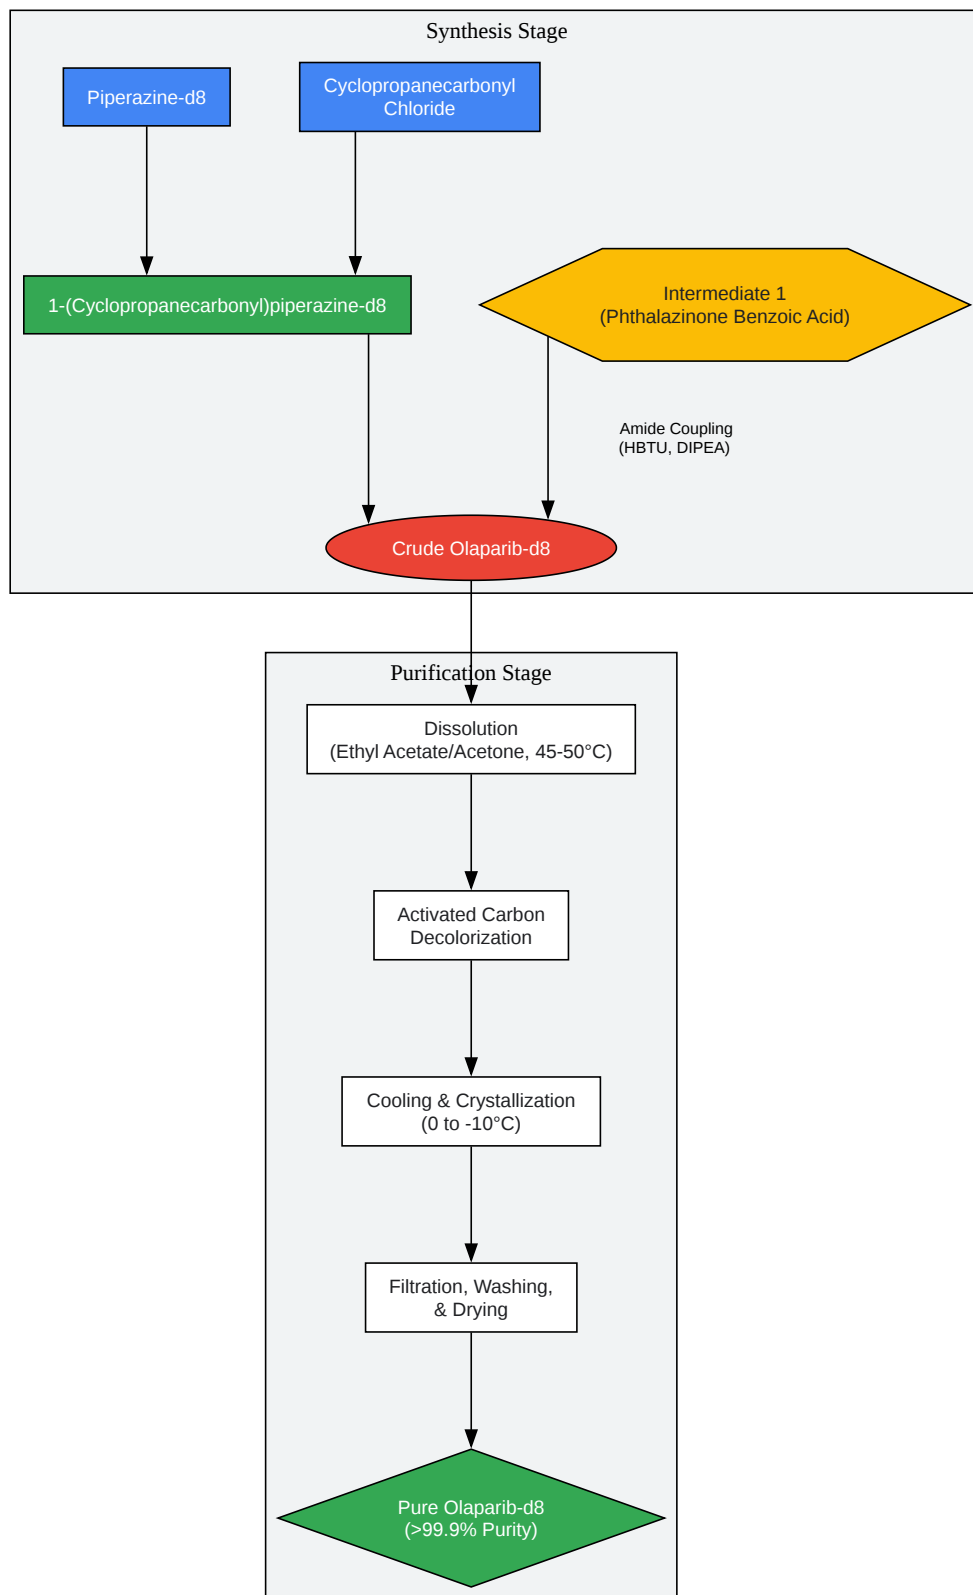 Synthesis Stage
Piperazine-d8
Cyclopropanecarbonyl
Chloride
1-(Cyclopropanecarbonyl)piperazine-d8
Intermediate 1
(Phthalazinone Benzoic Acid)
Amide Coupling
(HBTU, DIPEA)
Crude Olaparib-d8
Purification Stage
Dissolution
(Ethyl Acetate/Acetone, 45-50°C)
Activated Carbon
Decolorization
Cooling & Crystallization
(0 to -10°C)
Filtration, Washing,
& Drying
Pure Olaparib-d8
(>99.9% Purity)